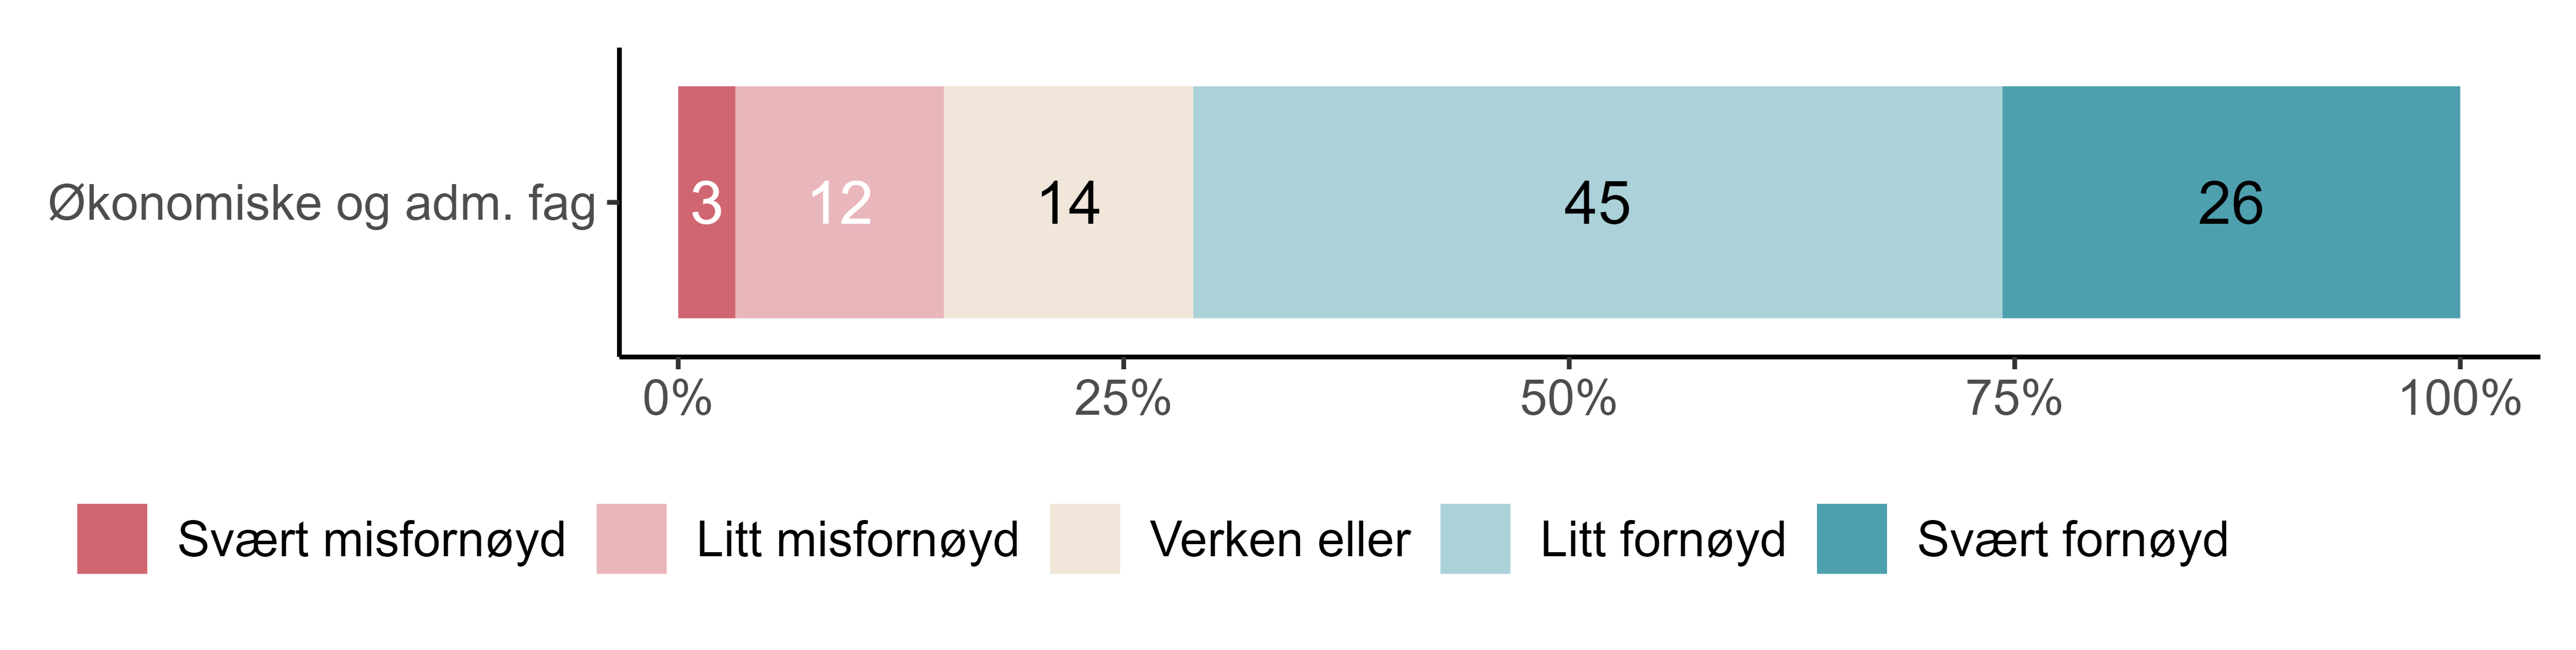 Økonomiske og adm. fag
3 12 14 45 26
0% 25% 50% 75% 100%
Svært misfornøyd Litt misfornøyd Verken eller Litt fornøyd Svært fornøyd